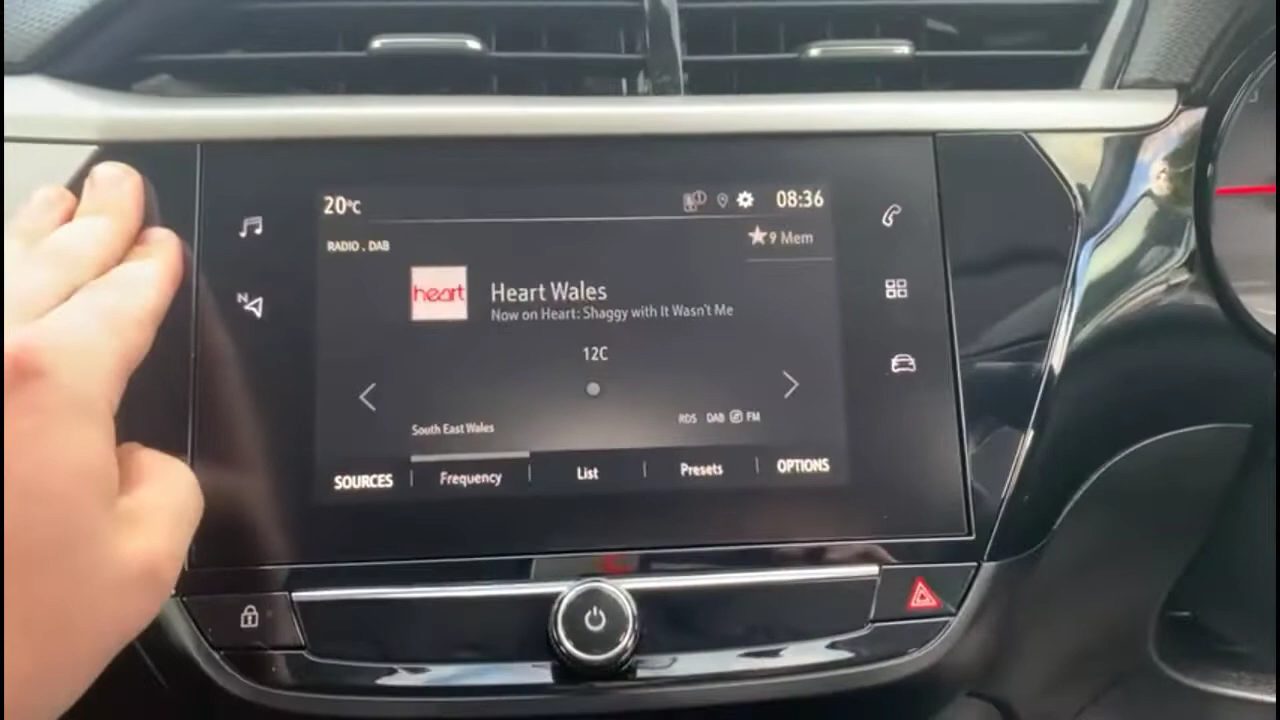 20°C
08:36
RADIO . DAB
9 Mem
heart
Heart Wales
Now on Heart: Shaggy with It Wasn't Me
N
12C
South East Wales
RDS DAB FM
SOURCES Frequency List Presets OPTIONS